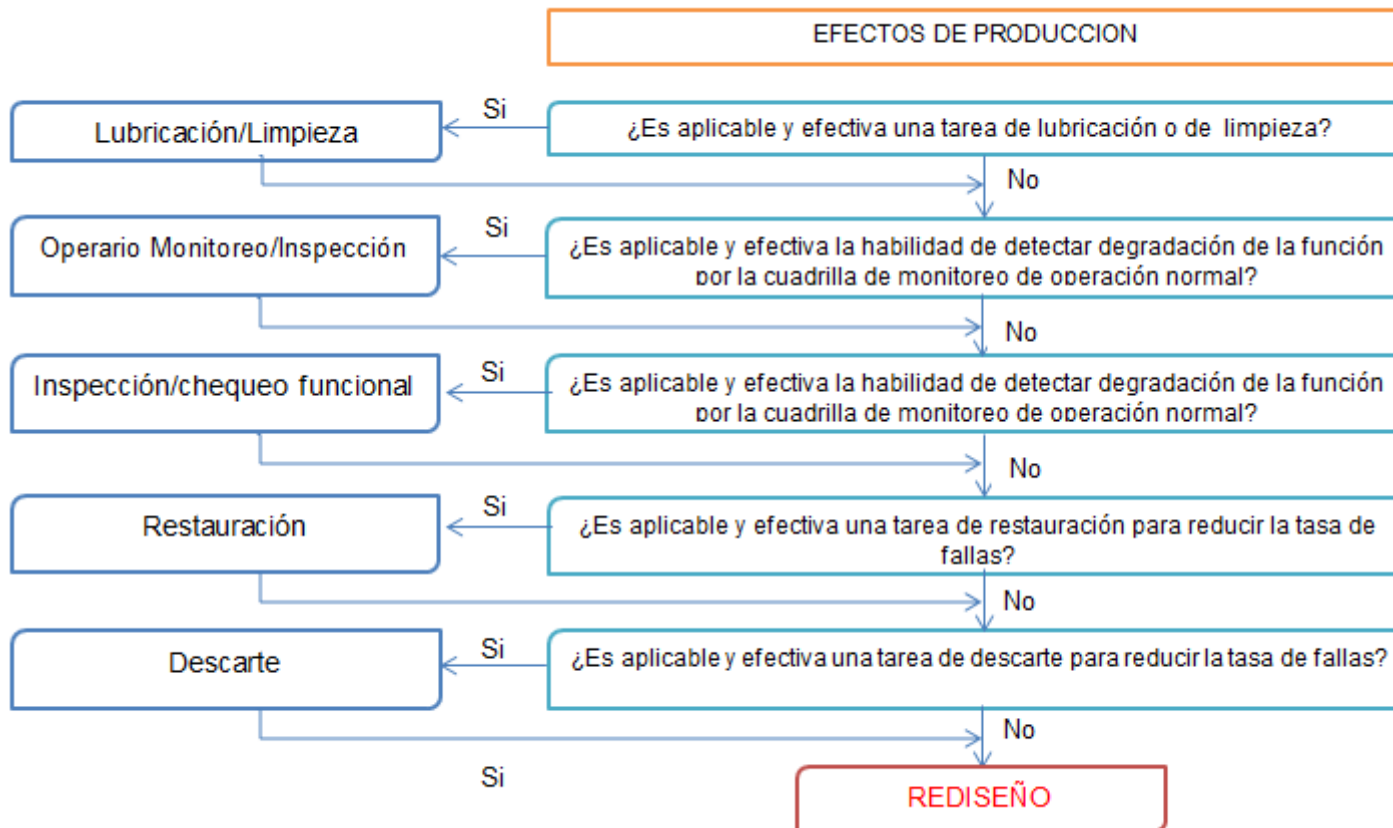 EFECTOS DE PRODUCCION
Si
Lubricación/Limpieza
¿Es aplicable y efectiva una tarea de lubricación o de limpieza?
No
Si
Operario Monitoreo/Inspección
¿Es aplicable y efectiva la habilidad de detectar degradación de la función
por la cuadrilla de monitoreo de operación normal?
No
Si
Inspección/chequeo funcional
¿Es aplicable y efectiva la habilidad de detectar degradación de la función
por la cuadrilla de monitoreo de operación normal?
No
Si
Restauración
¿Es aplicable y efectiva una tarea de restauración para reducir la tasa de
fallas?
No
Si
Descarte
¿Es aplicable y efectiva una tarea de descarte para reducir la tasa de fallas?
No
Si
REDISEÑO